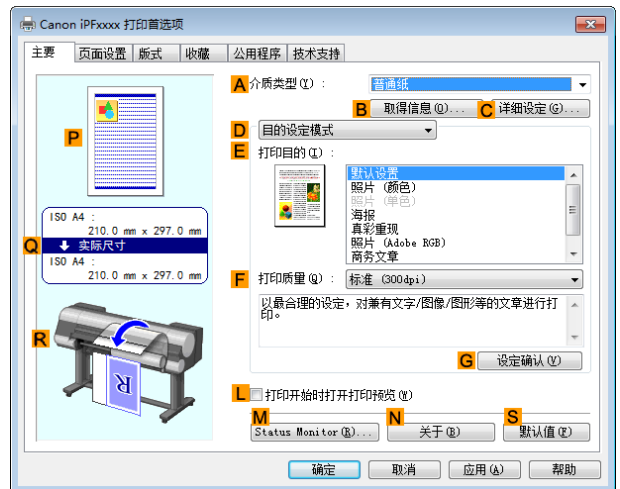 Canon iPFxxxx 打印首选项
主要 页面设置 版式 收藏 公用程序 技术支持
A 介质类型(Y) : 普通纸
B 取得信息(O)... C 详细设定(G)...
D 目的设定模式
E 打印目的(I) :
默认设置
照片 (颜色)
照片 (单色)
海报
真彩重现
照片 (Adobe RGB)
商务文章
P
ISO A4 :
210.0 mm x 297.0 mm
Q 实际尺寸
ISO A4 :
210.0 mm x 297.0 mm
F 打印质量(Q) : 标准 (300dpi)
以最合理的设定，对兼有文字/图像/图形等的文章进行打
印。
R
R
G 设定确认(V)
L 打印开始时打开打印预览(W)
M N S
Status Monitor(R)... 关于(B) 默认值(F)
确定 取消 应用(A) 帮助